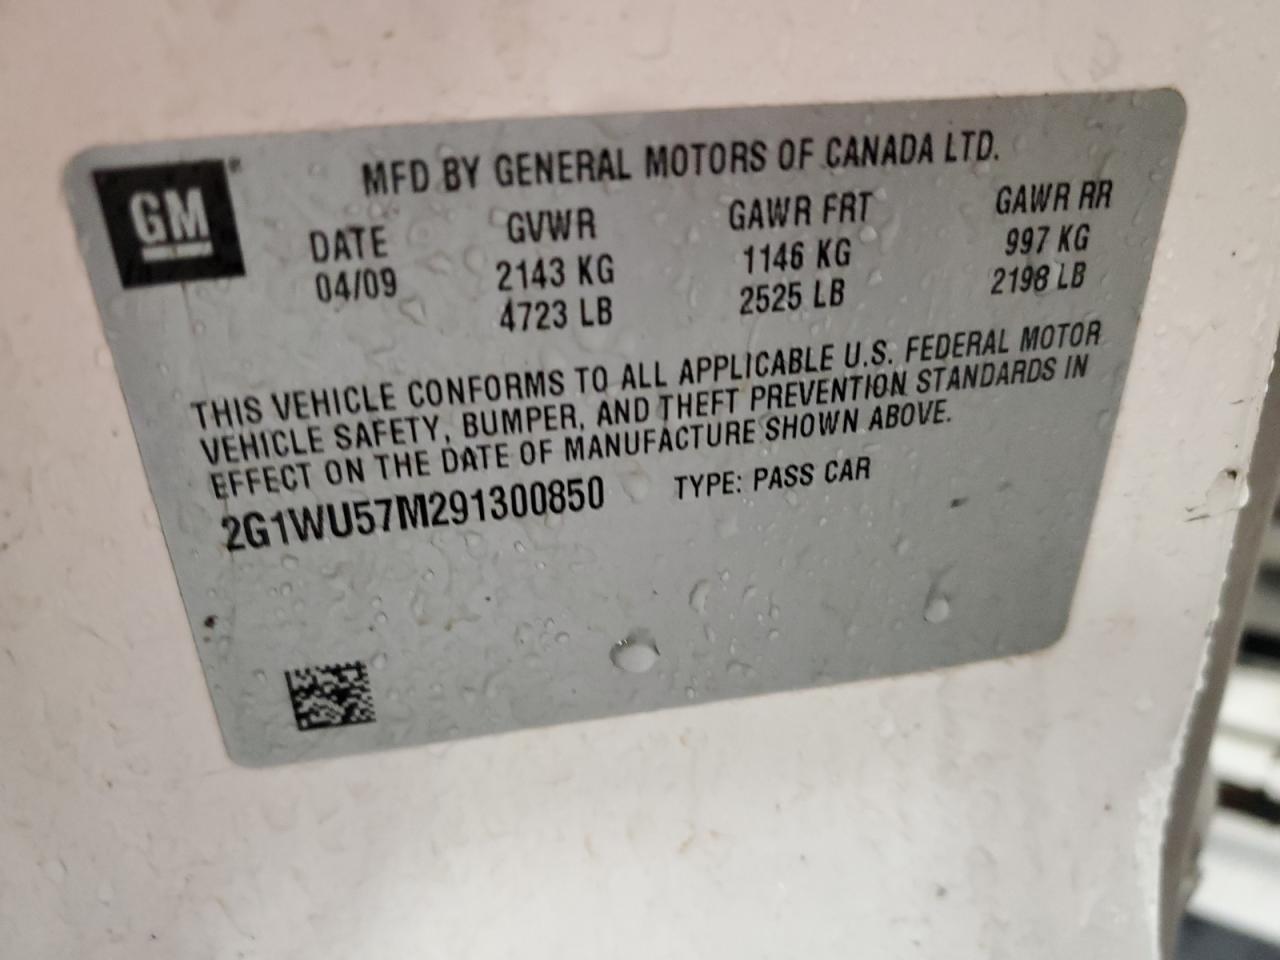 GM
MFD BY GENERAL MOTORS OF CANADA LTD.
DATE GVWR GAWR FRT GAWR RR
04/09 2143 KG 1146 KG 997 KG
4723 LB 2525 LB 2198 LB
THIS VEHICLE CONFORMS TO ALL APPLICABLE U.S. FEDERAL MOTOR
VEHICLE SAFETY, BUMPER, AND THEFT PREVENTION STANDARDS IN
EFFECT ON THE DATE OF MANUFACTURE SHOWN ABOVE.
2G1WU57M291300850 TYPE: PASS CAR